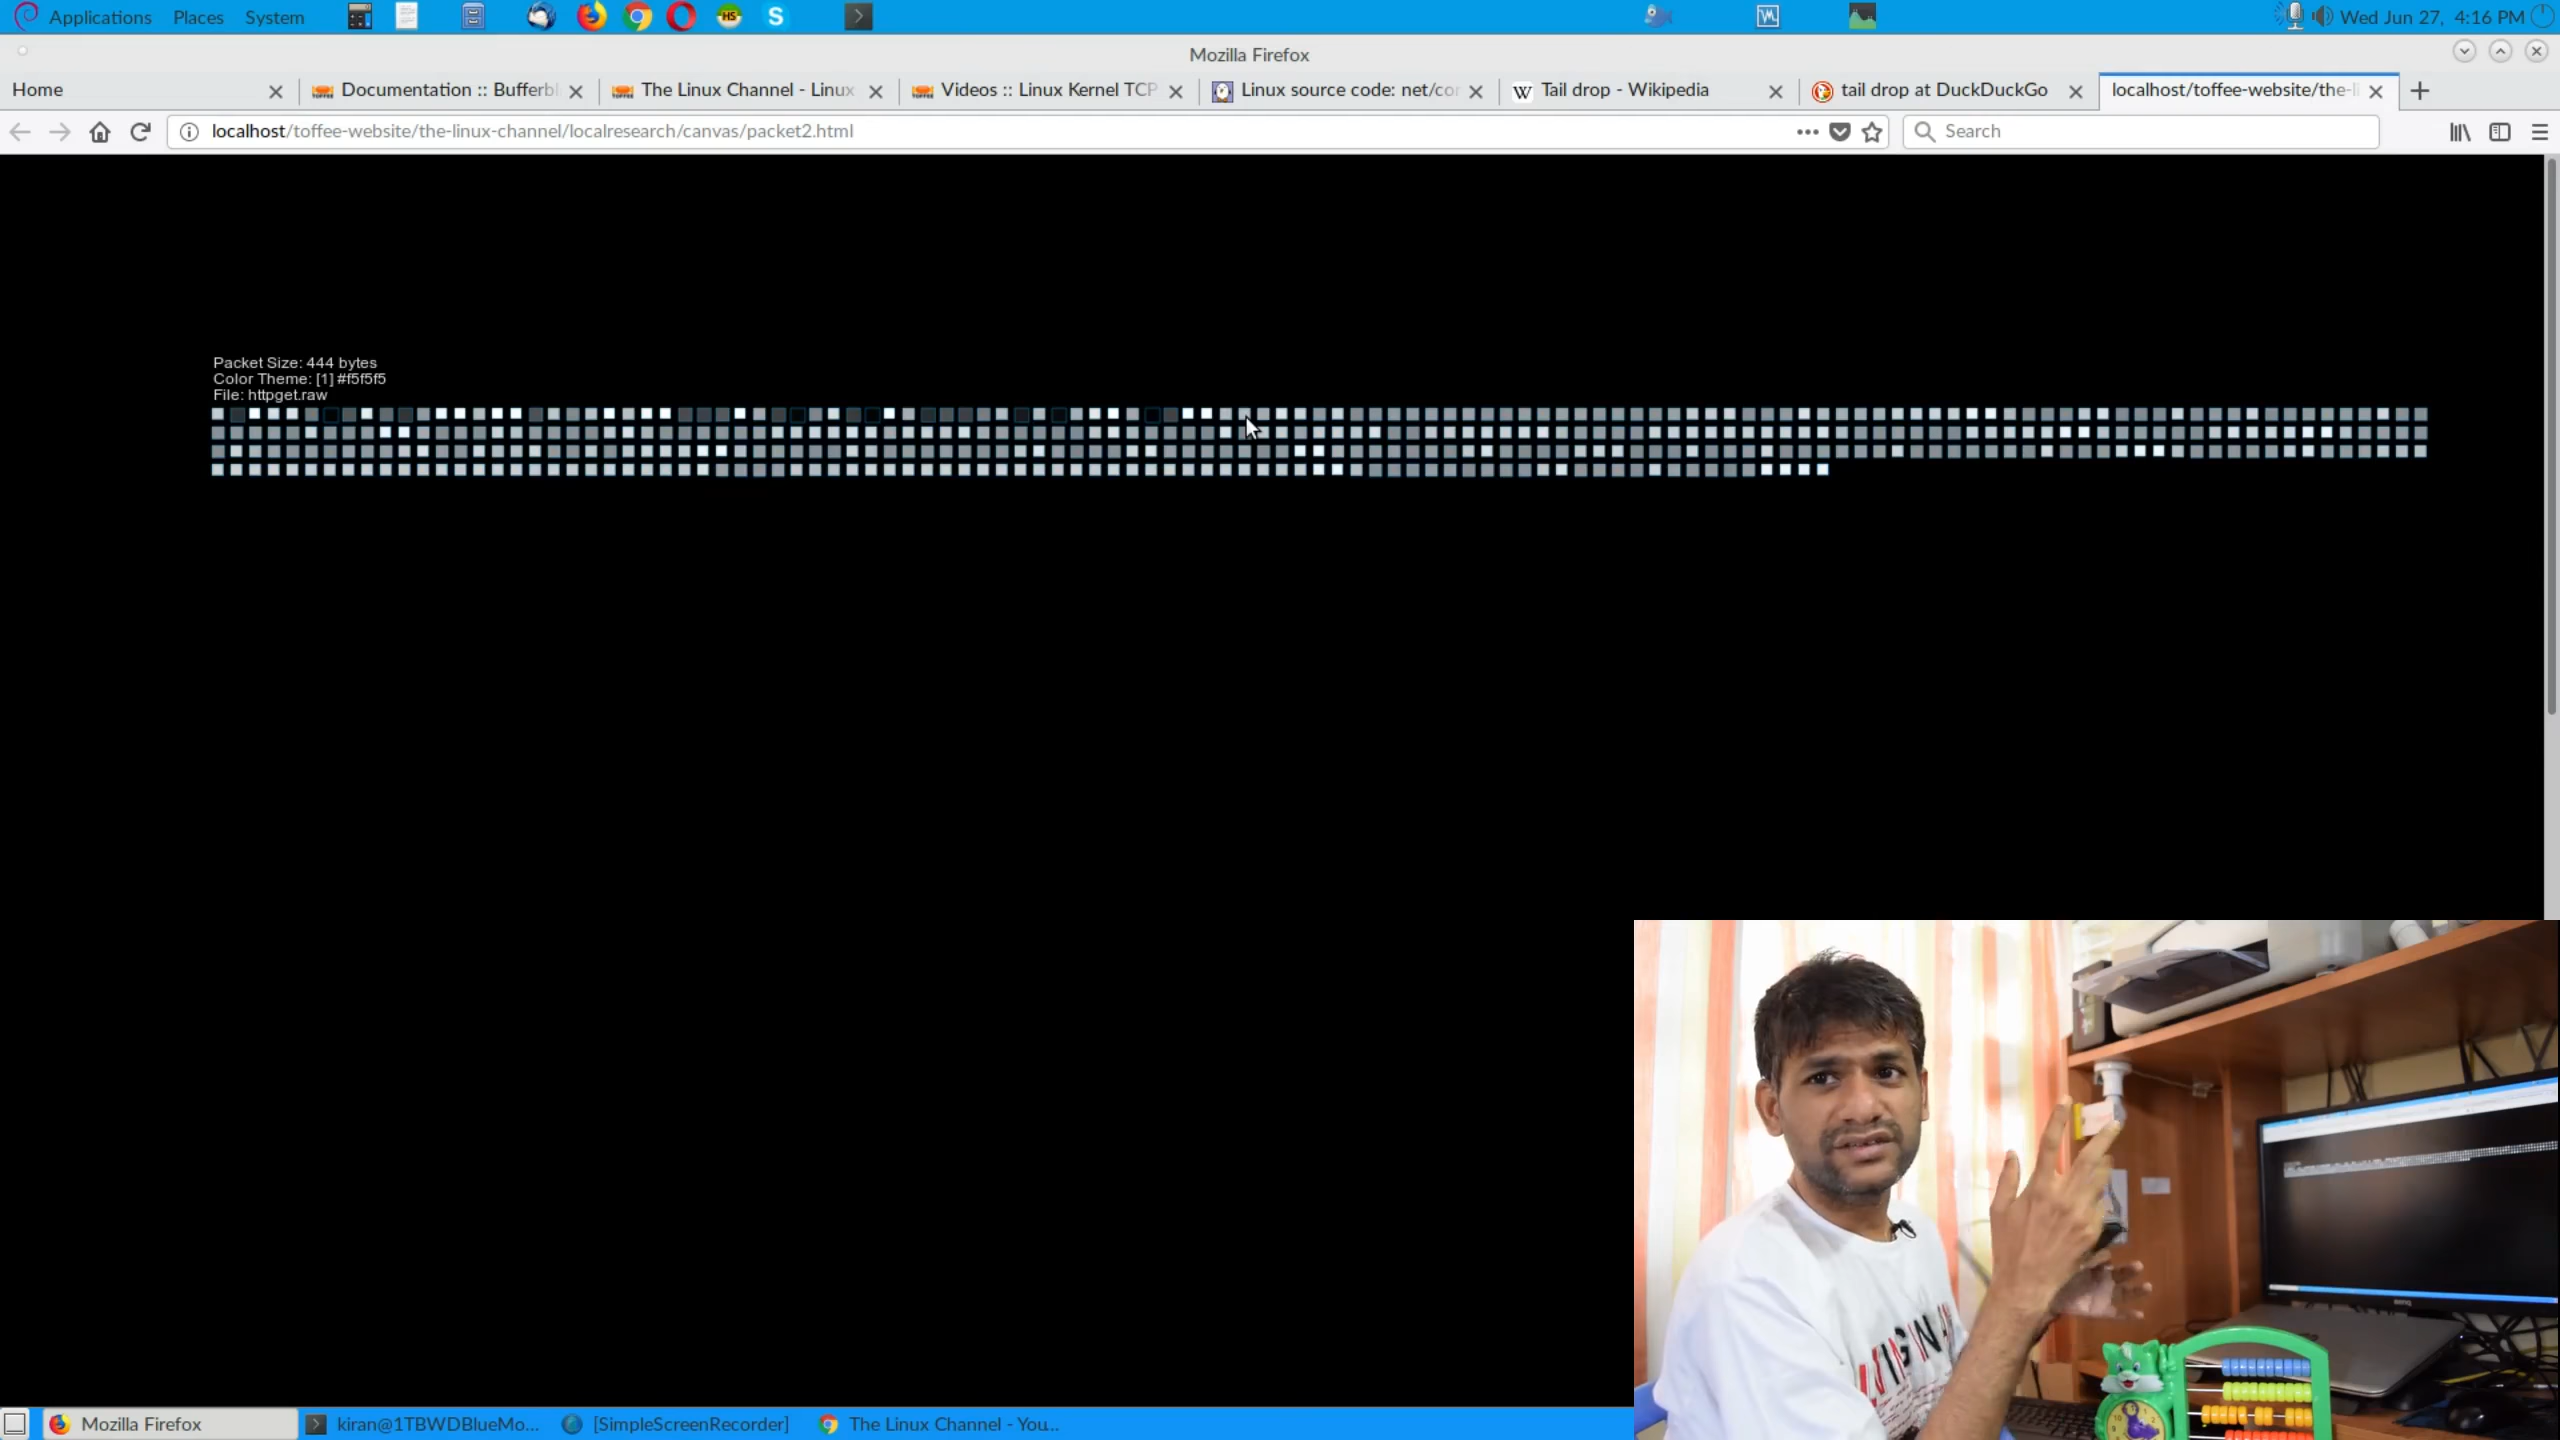 Applications Places System
Wed Jun 27, 4:16 PM
Mozilla Firefox
Home
Documentation :: Bufferbl
The Linux Channel - Linux
Videos :: Linux Kernel TCP
Linux source code: net/cor
Tail drop - Wikipedia
tail drop at DuckDuckGo
localhost/toffee-website/the-li
localhost/toffee-website/the-linux-channel/localresearch/canvas/packet2.html
Search
Packet Size: 444 bytes
Color Theme: [1] #f5f5f5
File: httpget.raw
Mozilla Firefox
kiran@1TBWDBlueMo...
[SimpleScreenRecorder]
The Linux Channel - You...